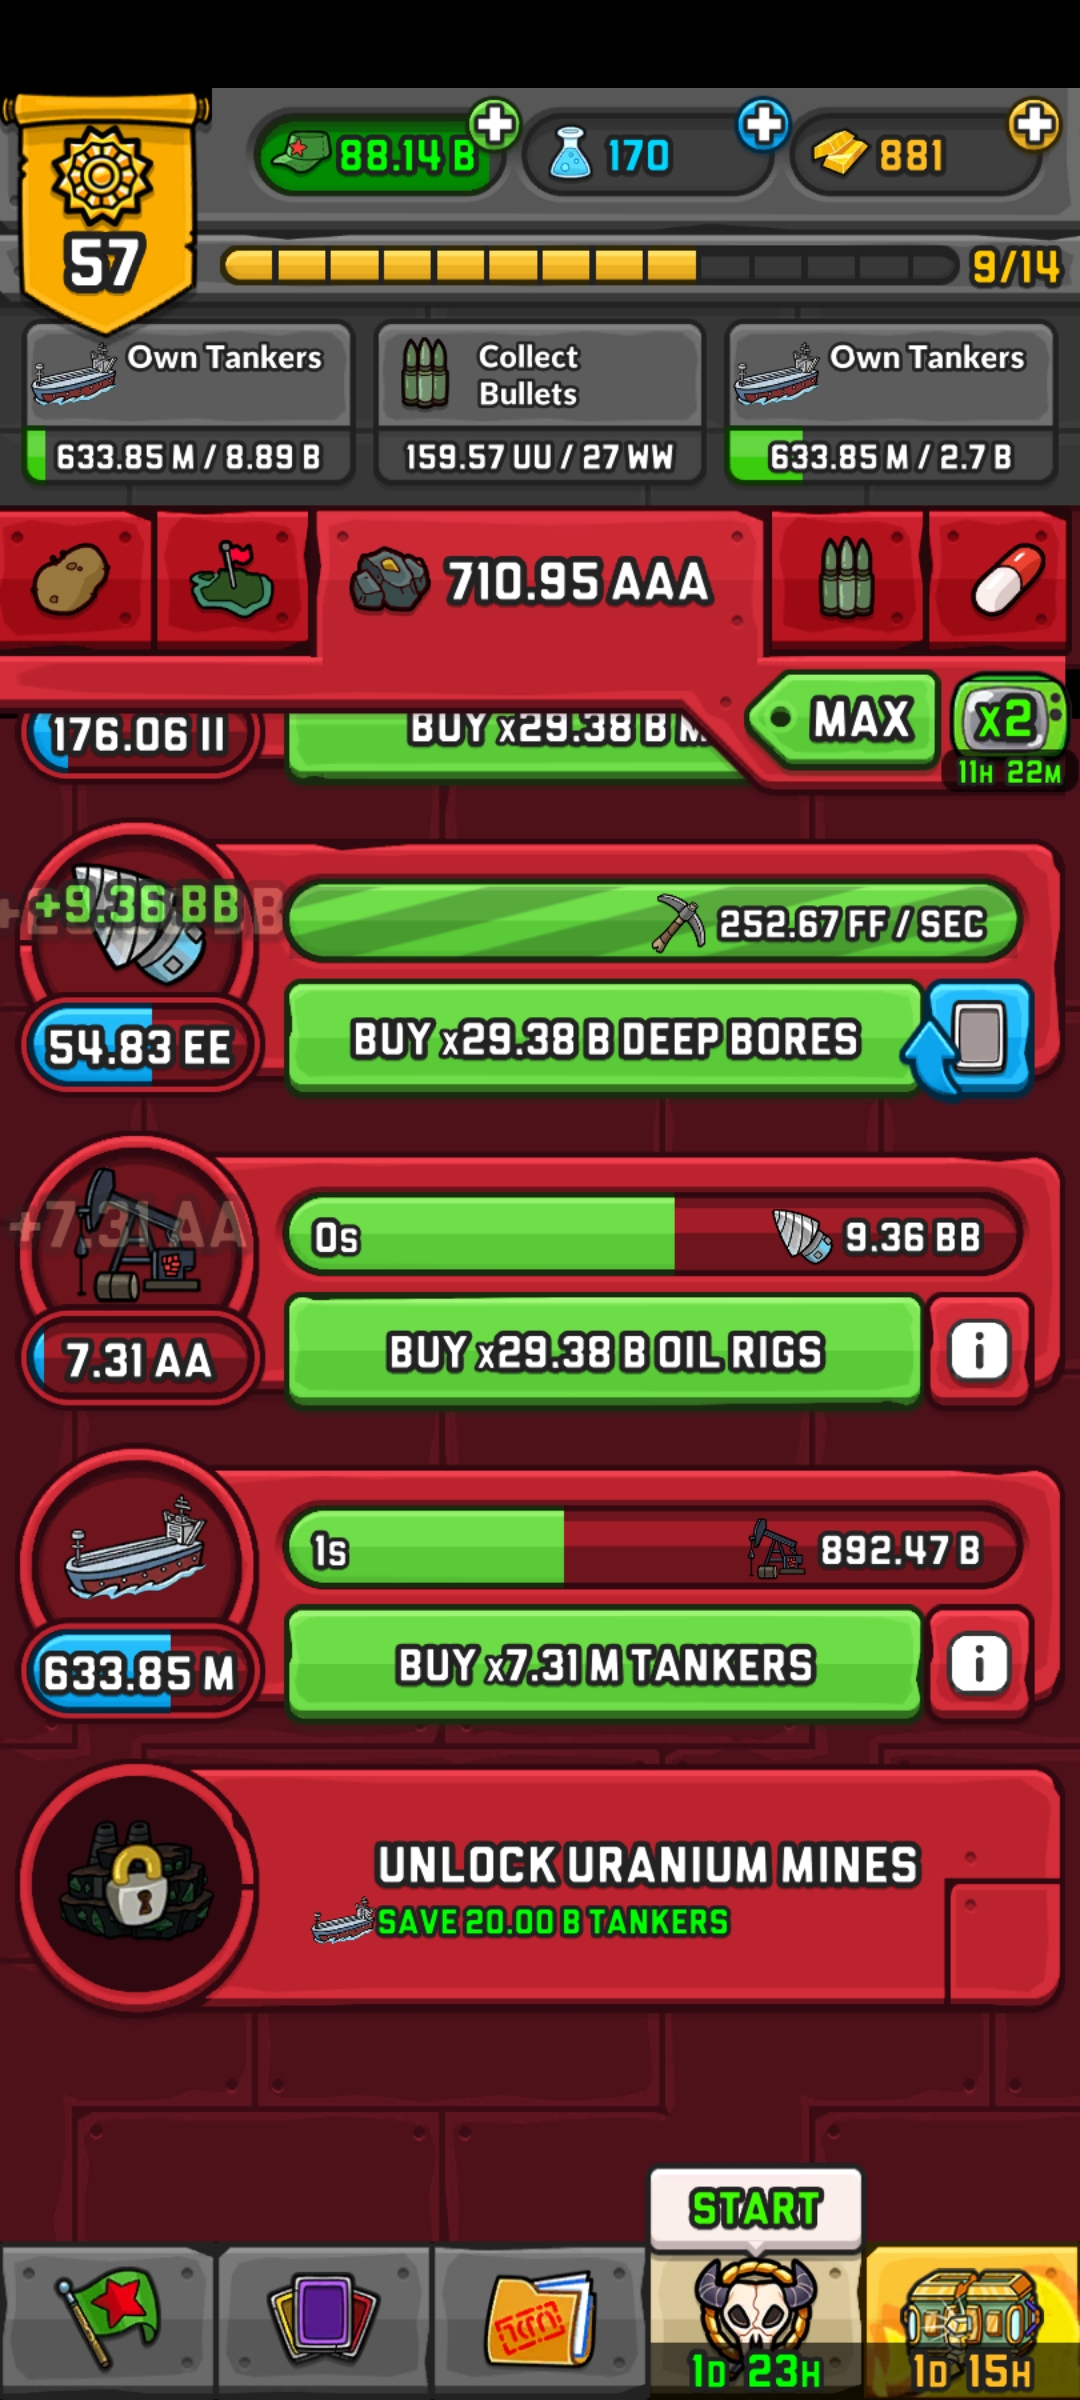 88.14 B
170
881
57
9/14
Own Tankers
633.85 M / 8.89 B
Collect
Bullets
159.57 UU / 27 WW
Own Tankers
633.85 M / 2.7 B
710.95 AAA
MAX
x2
11H 22M
176.06 II
BUY x29.38 B
+9.36 BB
252.67 FF / SEC
54.83 EE
BUY x29.38 B DEEP BORES
+7.31 AA
0s
9.36 BB
7.31 AA
BUY x29.38 B OIL RIGS
i
1s
892.47 B
633.85 M
BUY x7.31 M TANKERS
i
UNLOCK URANIUM MINES
SAVE 20.00 B TANKERS
START
1D 23H
1D 15H